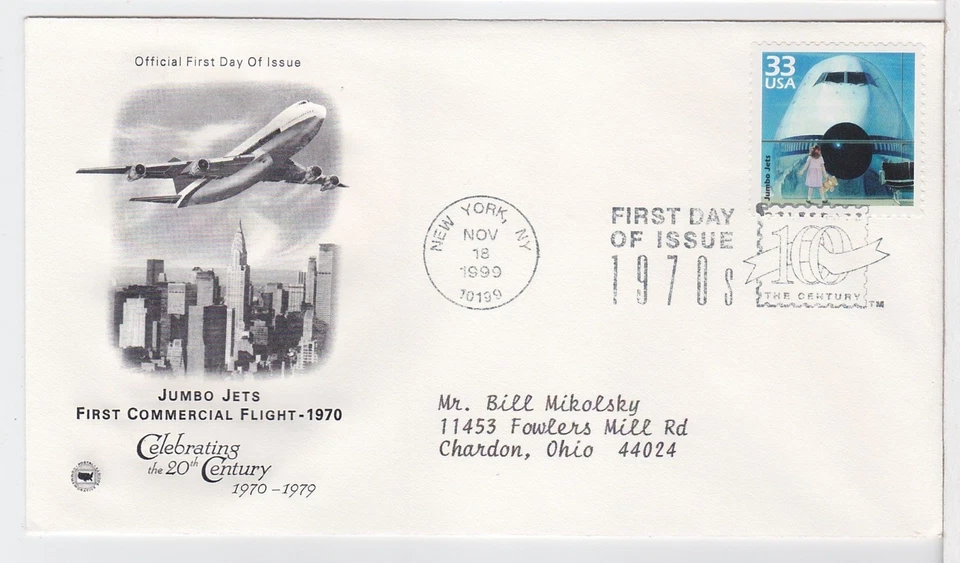 Official First Day Of Issue
33
USA
Jumbo Jets
NEW YORK, NY
NOV
18
1999
10199
FIRST DAY
OF ISSUE
1970s
100
THE CENTURY
TM
JUMBO JETS
FIRST COMMERCIAL FLIGHT-1970
Celebrating
the 20th Century
1970-1979
Mr. Bill Mikolsky
11453 Fowlers Mill Rd
Chardon, Ohio 44024